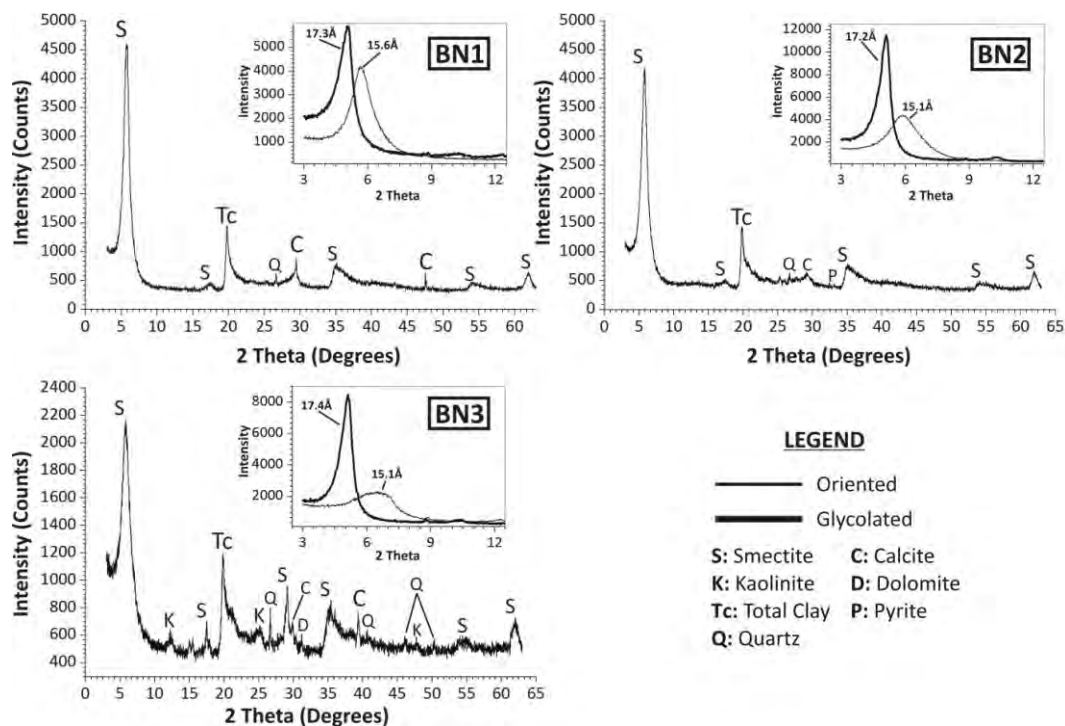 BN1
Intensity (Counts)
5000
4500
4000
3500
3000
2500
2000
1500
1000
500
0
S
S
Tc
Q
C
S
C
S
S
0 5 10 15 20 25 30 35 40 45 50 55 60
2 Theta (Degrees)
Intensity
5000
4000
3000
2000
1000
17.3Å
15.6Å
3 6 9 12
2 Theta
BN2
Intensity (Counts)
5000
4500
4000
3500
3000
2500
2000
1500
1000
500
0
S
S
Tc
Q
C
P
S
S
S
0 5 10 15 20 25 30 35 40 45 50 55 60 65
2 Theta (Degrees)
Intensity
12000
10000
8000
6000
4000
2000
17.2Å
15.1Å
3 6 9 12
2 Theta
BN3
Intensity (Counts)
2400
2200
2000
1800
1600
1400
1200
1000
800
600
400
S
K
S
Tc
K
Q
S
C
D
S
C
Q
Q
K
S
S
0 5 10 15 20 25 30 35 40 45 50 55 60 65
2 Theta (Degrees)
Intensity
8000
6000
4000
2000
17.4Å
15.1Å
3 6 9 12
2 Theta
LEGEND
Oriented
Glycolated
S: Smectite C: Calcite
K: Kaolinite D: Dolomite
Tc: Total Clay P: Pyrite
Q: Quartz